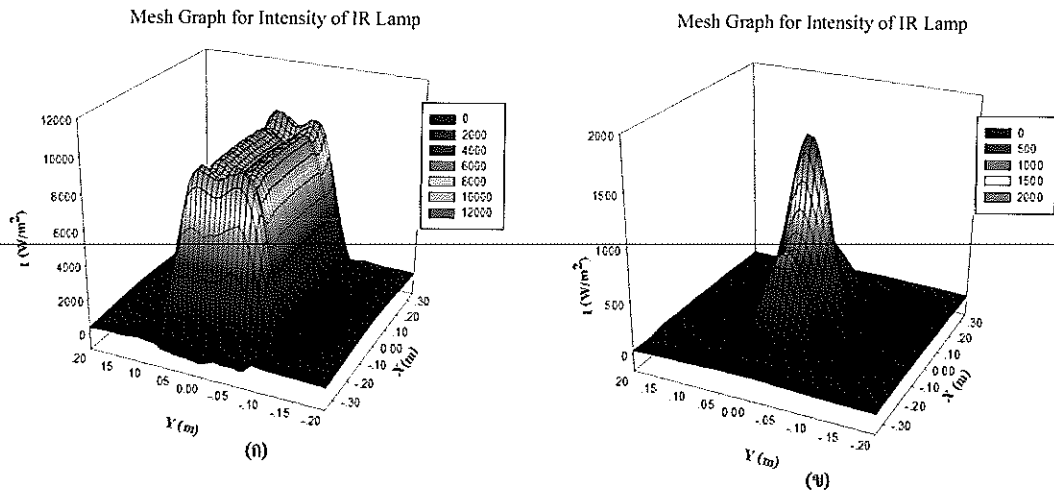 Mesh Graph for Intensity of IR Lamp
12000
10000
8000
6000
4000
2000
0
I (W/m²)
.20 .15 .10 .05 0.00 -.05 -.10 -.15 -.20
Y (m)
-.30 -.20 -.10 0.00 .10 .20 .30
X (m)
0
2000
4000
6000
8000
10000
12000
(ก)
Mesh Graph for Intensity of IR Lamp
2000
1500
1000
500
0
I (W/m²)
.20 .15 .10 .05 0.00 -.05 -.10 -.15 -.20
Y (m)
-.30 -.20 -.10 0.00 .10 .20 .30
X (m)
0
500
1000
1500
2000
(ข)